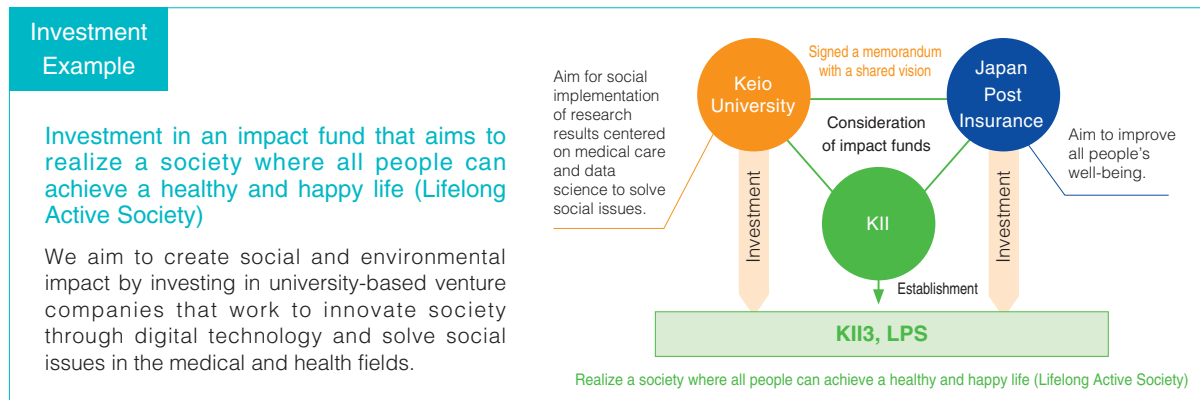 Investment
Example
Investment in an impact fund that aims to
realize a society where all people can
achieve a healthy and happy life (Lifelong
Active Society)
We aim to create social and environmental
impact by investing in university-based venture
companies that work to innovate society
through digital technology and solve social
issues in the medical and health fields.
Aim for social
implementation
of research
results centered
on medical care
and data
science to solve
social issues.
Keio
University
Signed a memorandum
with a shared vision
Japan
Post
Insurance
Consideration
of impact funds
Aim to improve
all people's
well-being.
KII
Investment
Investment
Establishment
KII3, LPS
Realize a society where all people can achieve a healthy and happy life (Lifelong Active Society)